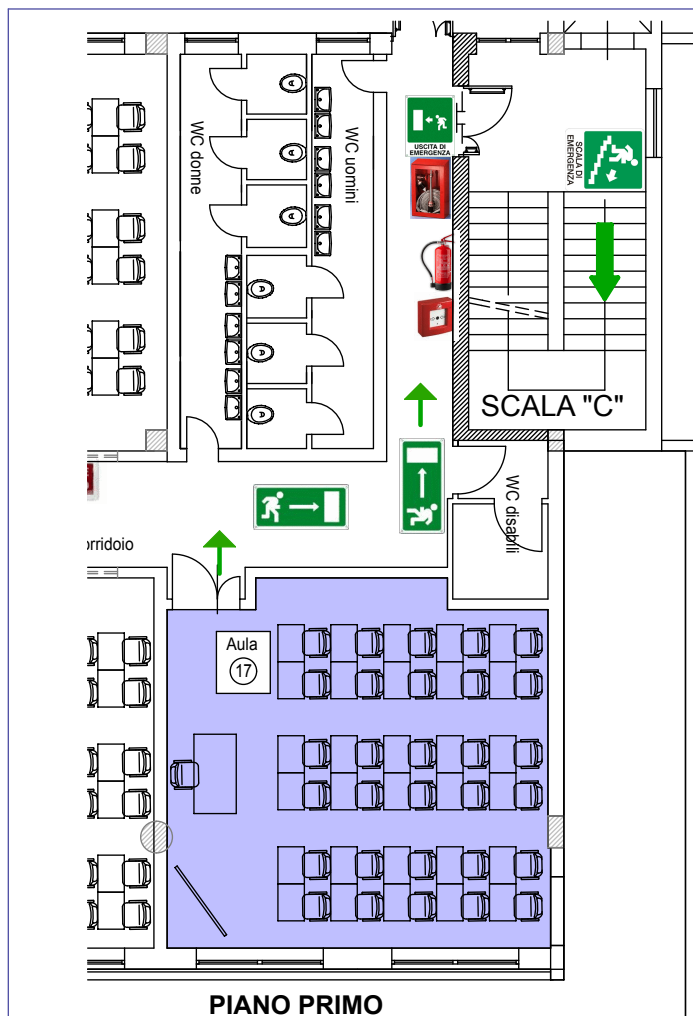 USCITA DI
EMERGENZA
SCALA DI
EMERGENZA
WC donne
WC uomini
SCALA "C"
WC disabili
orridoio
Aula
17
PIANO PRIMO